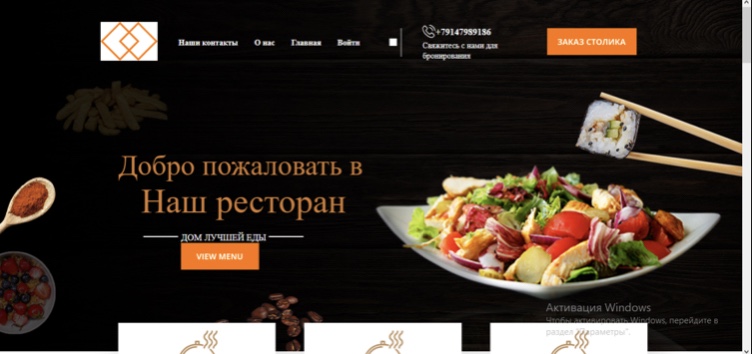 Наши контакты О нас Главная Войти
+79147989186
Свяжитесь с нами для
бронирования
ЗАКАЗ СТОЛИКА
Добро пожаловать в
Наш ресторан
ДОМ ЛУЧШЕЙ ЕДЫ
VIEW MENU
Активация Windows
Чтобы активировать Windows, перейдите в
раздел "Параметры".